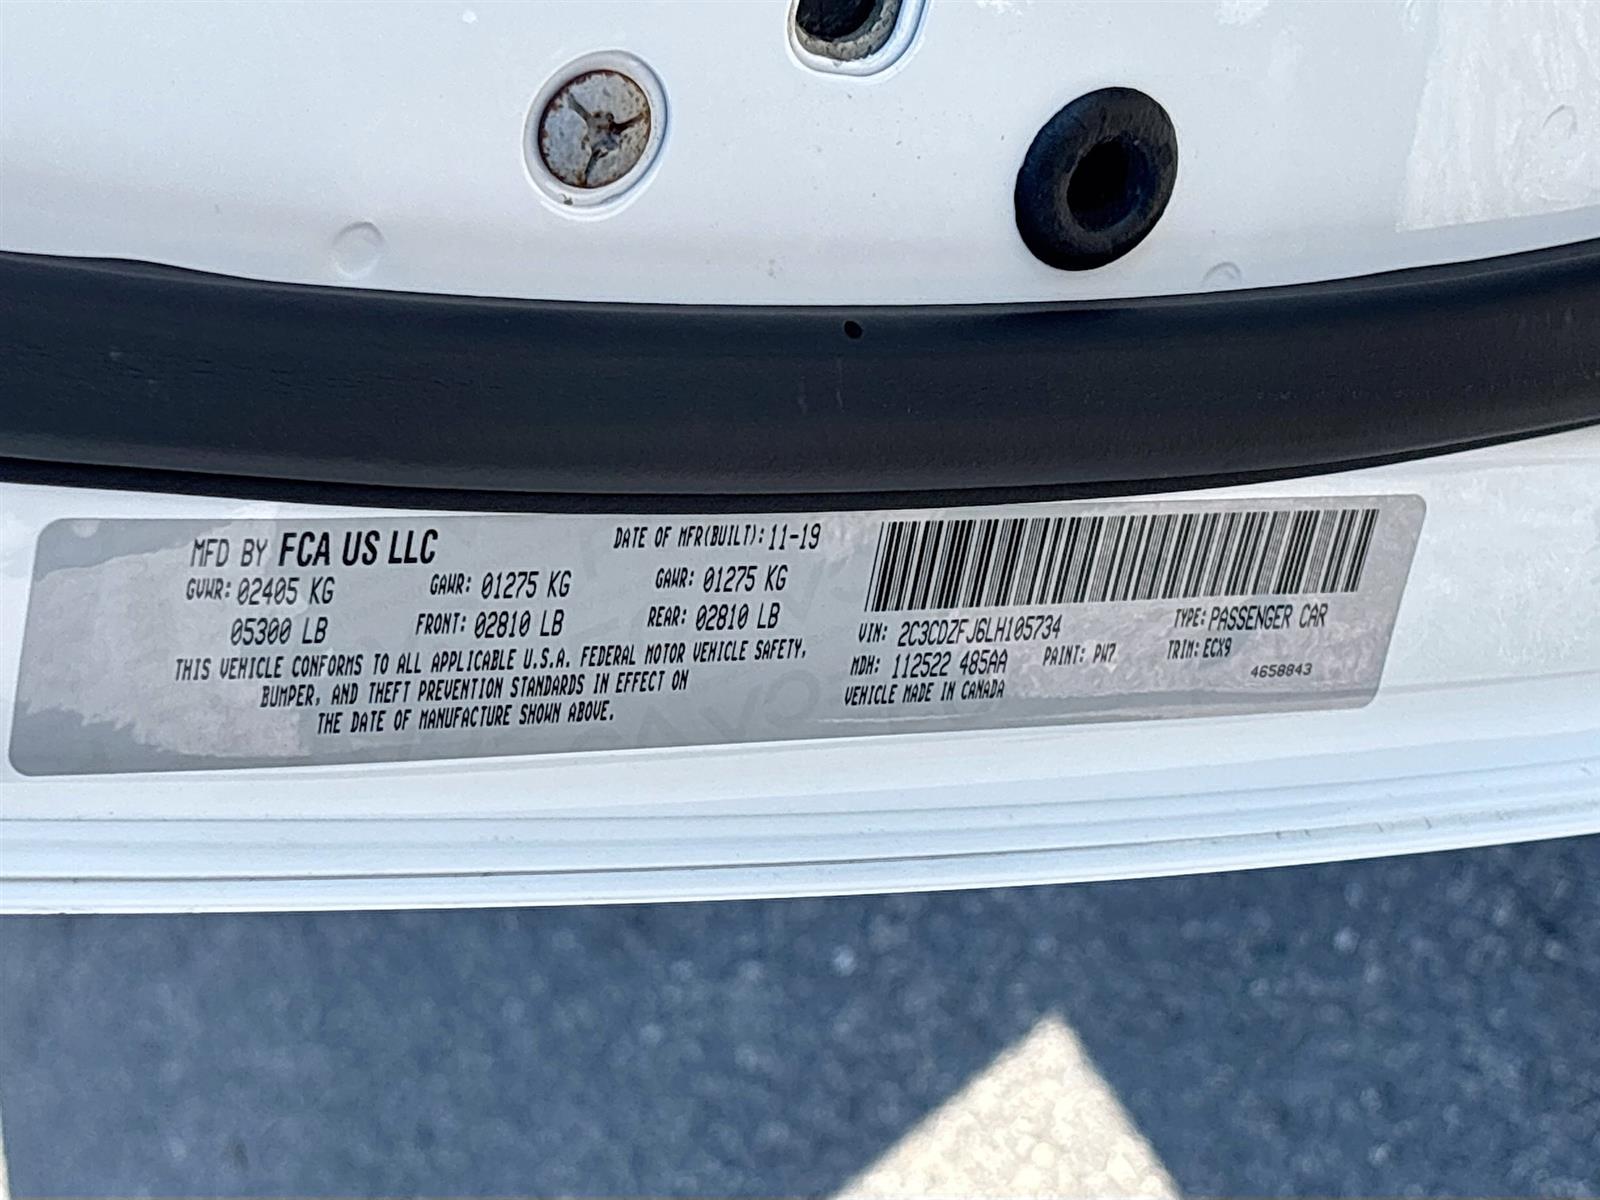 MFD BY FCA US LLC
DATE OF MFR(BUILT): 11-19
GVWR: 02405 KG
GAWR: 01275 KG
GAWR: 01275 KG
05300 LB
FRONT: 02810 LB
REAR: 02810 LB
THIS VEHICLE CONFORMS TO ALL APPLICABLE U.S.A. FEDERAL MOTOR VEHICLE SAFETY,
BUMPER, AND THEFT PREVENTION STANDARDS IN EFFECT ON
THE DATE OF MANUFACTURE SHOWN ABOVE.
VIN: 2C3CDZFJ6LH105734
TYPE: PASSENGER CAR
MDH: 112522 485AA
PAINT: PW7
TRIM: ECX9
VEHICLE MADE IN CANADA
4658843